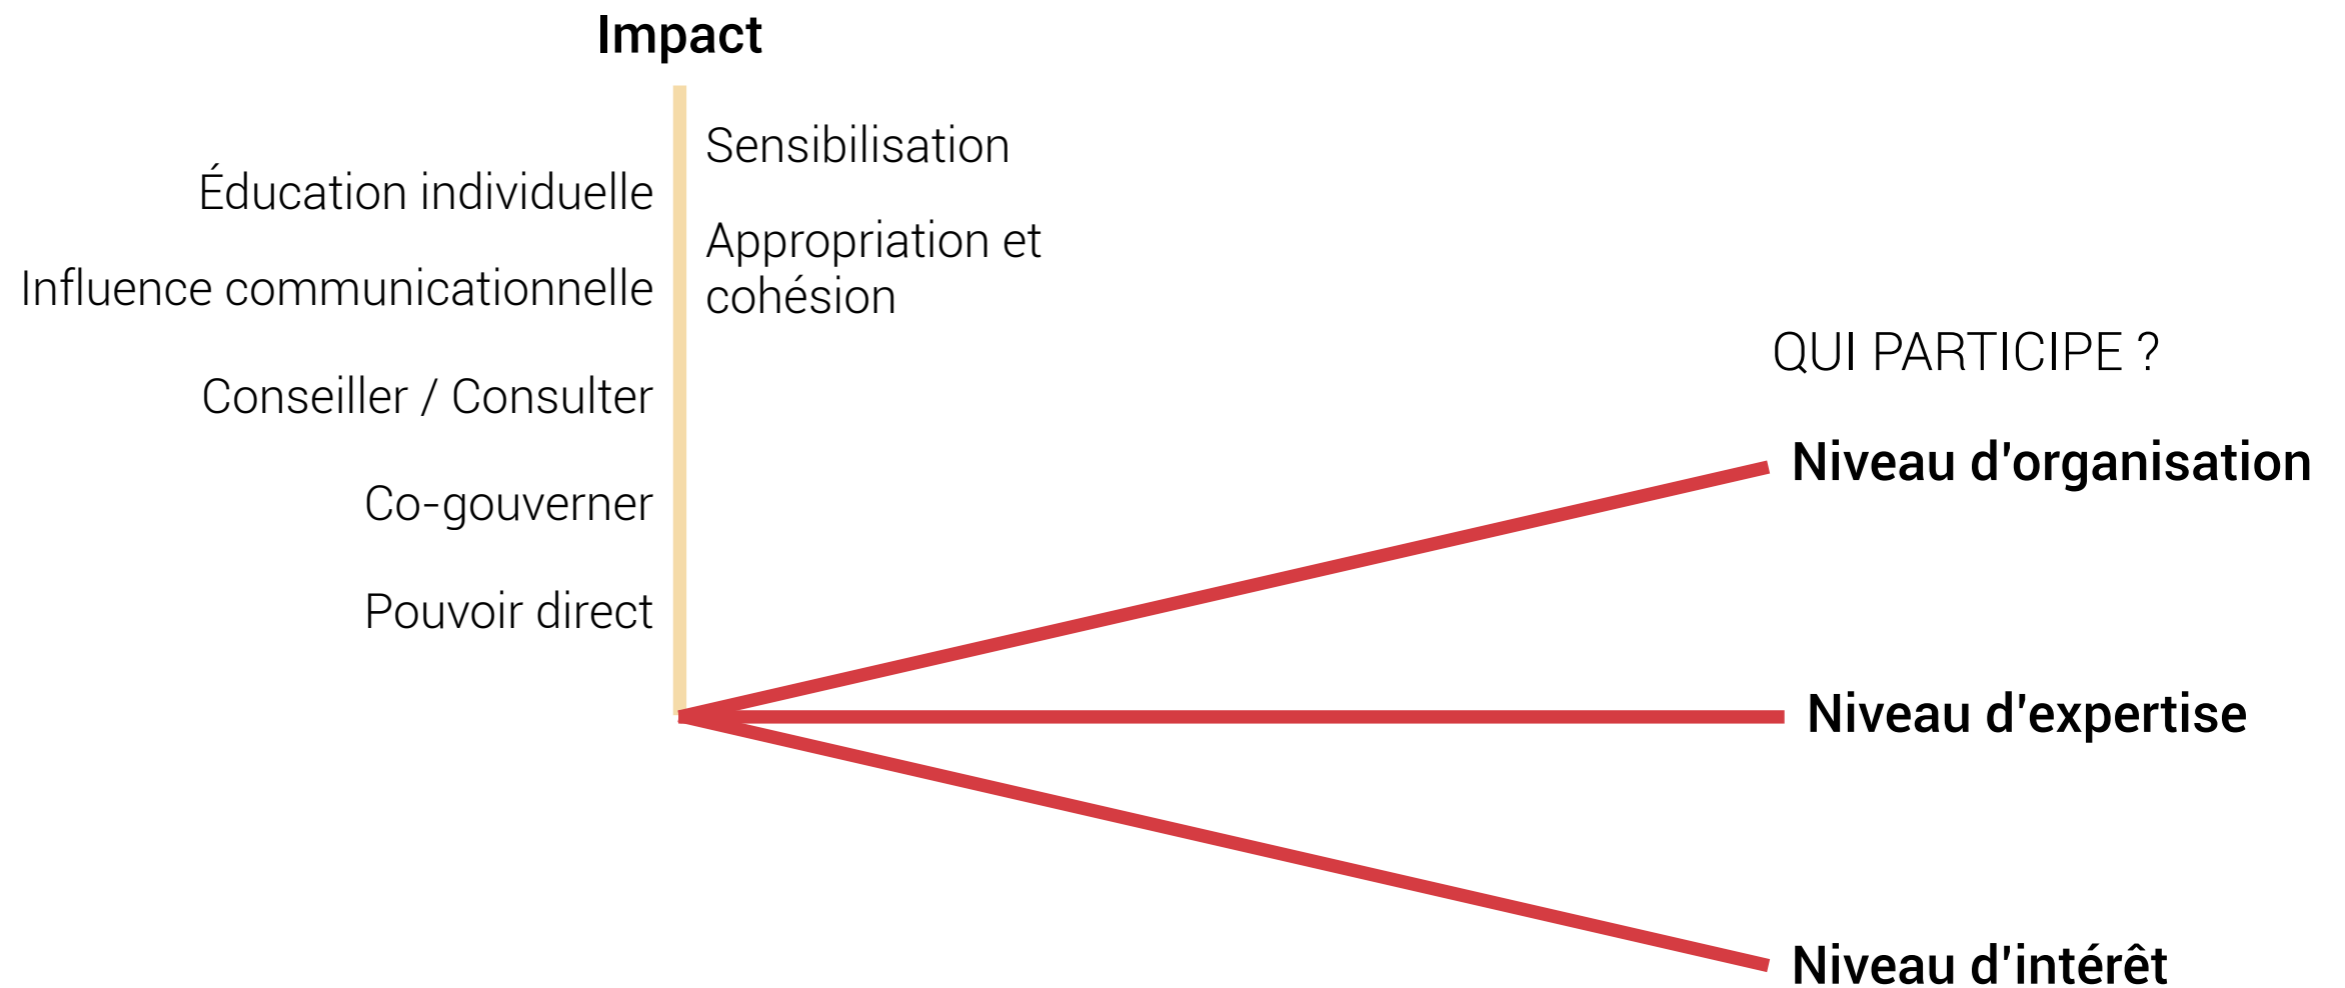 Impact
Sensibilisation
Éducation individuelle
Appropriation et
cohésion
Influence communicationnelle
Conseiller / Consulter
Co-gouverner
Pouvoir direct
QUI PARTICIPE ?
Niveau d'organisation
Niveau d'expertise
Niveau d'intérêt